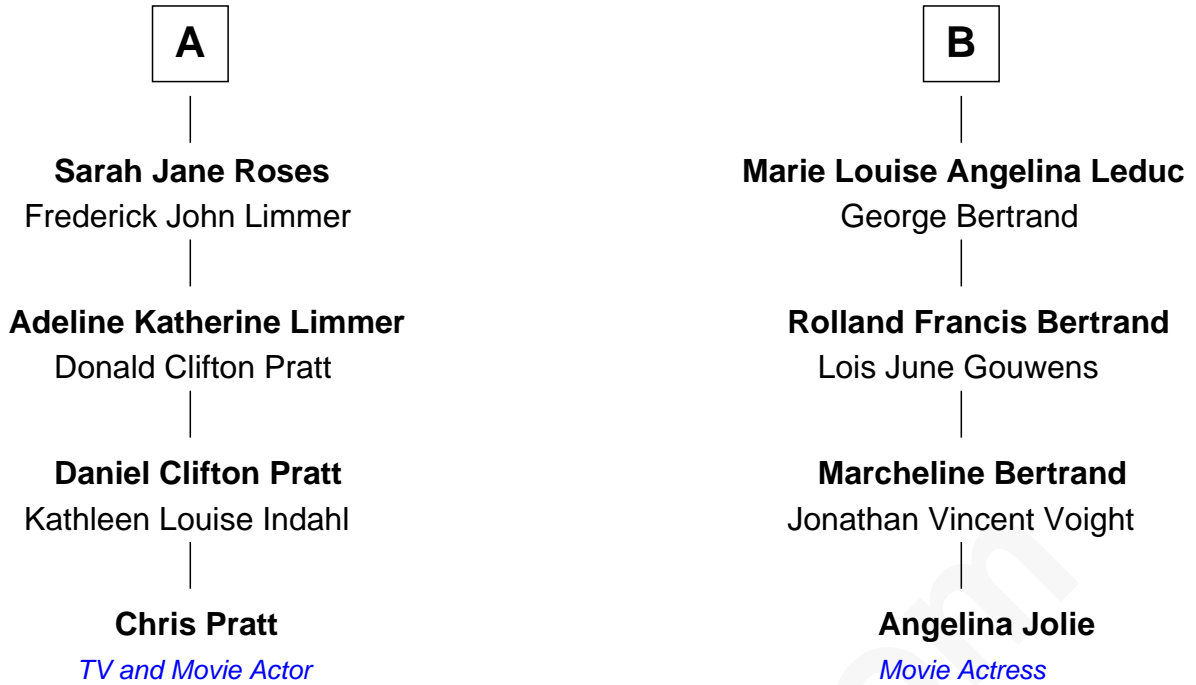 A
Sarah Jane Roses
Frederick John Limmer
Adeline Katherine Limmer
Donald Clifton Pratt
Daniel Clifton Pratt
Kathleen Louise Indahl
Chris Pratt
TV and Movie Actor
B
Marie Louise Angelina Leduc
George Bertrand
Rolland Francis Bertrand
Lois June Gouwens
Marcheline Bertrand
Jonathan Vincent Voight
Angelina Jolie
Movie Actress